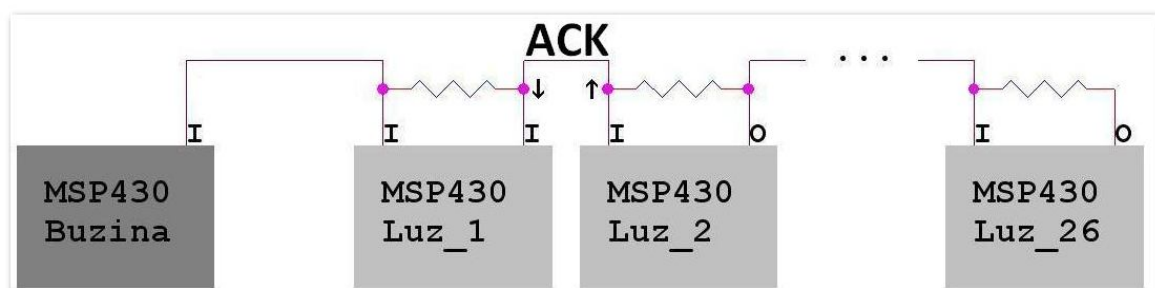 ACK
...
I I ↓ I ↑ I O I O
MSP430 MSP430 MSP430 MSP430
Buzina Luz_1 Luz_2 Luz_26